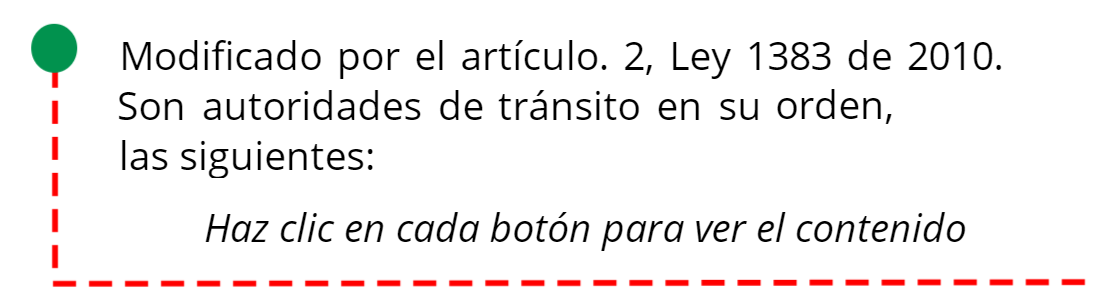 Modificado por el artículo. 2, Ley 1383 de 2010.
Son autoridades de tránsito en su orden,
las siguientes:
Haz clic en cada botón para ver el contenido